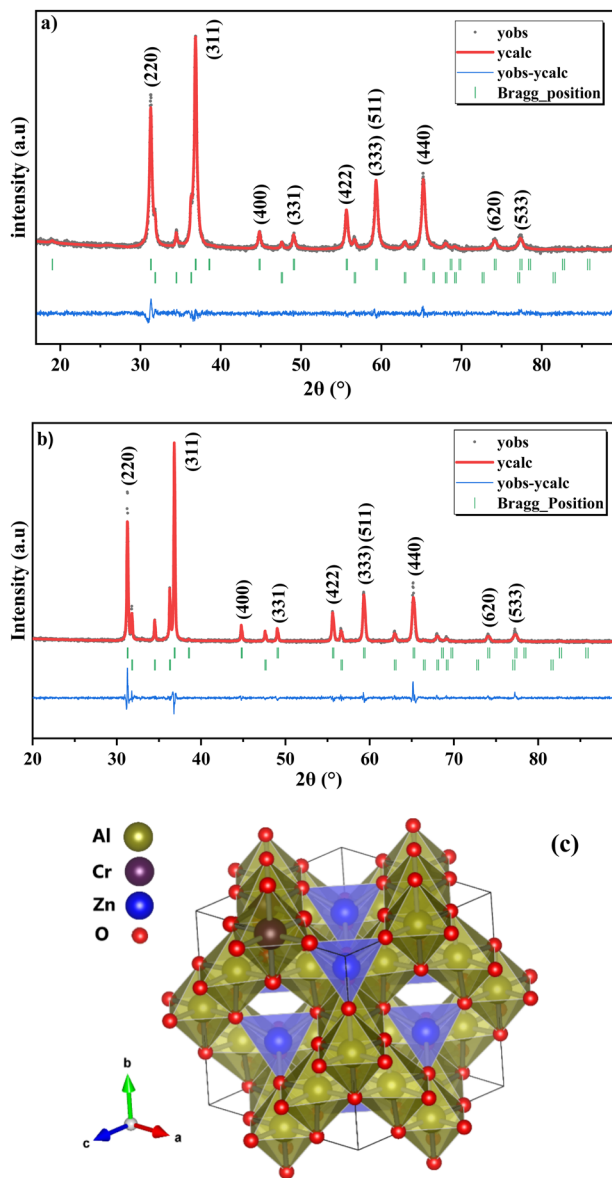 a)
yobs
ycalc
yobs-ycalc
Bragg_position
(220)
(311)
(400)
(331)
(422)
(333) (511)
(440)
(620)
(533)
intensity (a.u)
20 30 40 50 60 70 80
2θ (°)
b)
yobs
ycalc
yobs-ycalc
Bragg_Position
(220)
(311)
(400)
(331)
(422)
(333) (511)
(440)
(620)
(533)
Intensity (a.u)
20 30 40 50 60 70 80
2θ (°)
(c)
Al
Cr
Zn
O
b
c
a